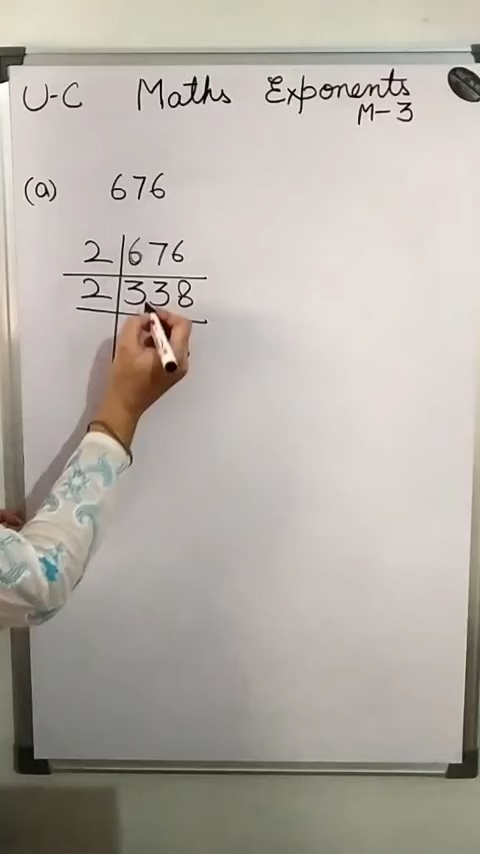 U-C Maths Exponents
M-3
(a) 676
2 | 676
2 | 338